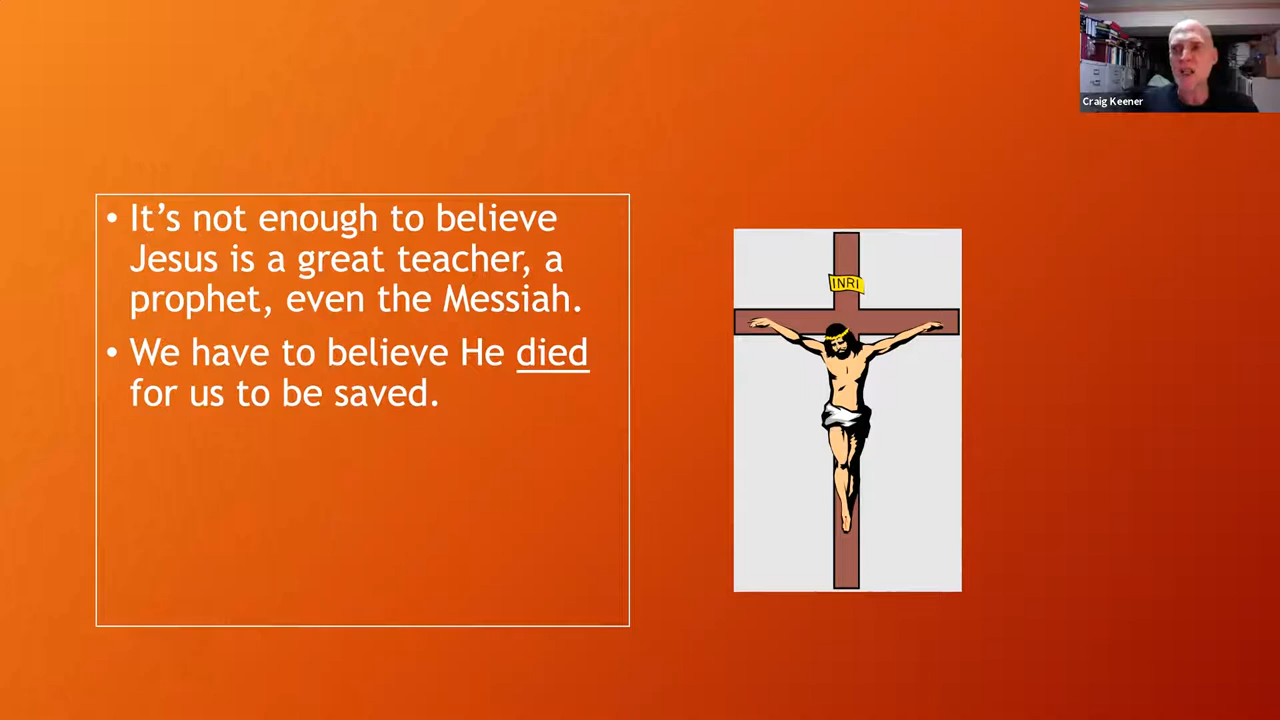 Craig Keener
• It’s not enough to believe
Jesus is a great teacher, a
prophet, even the Messiah.
• We have to believe He died
for us to be saved.
INRI